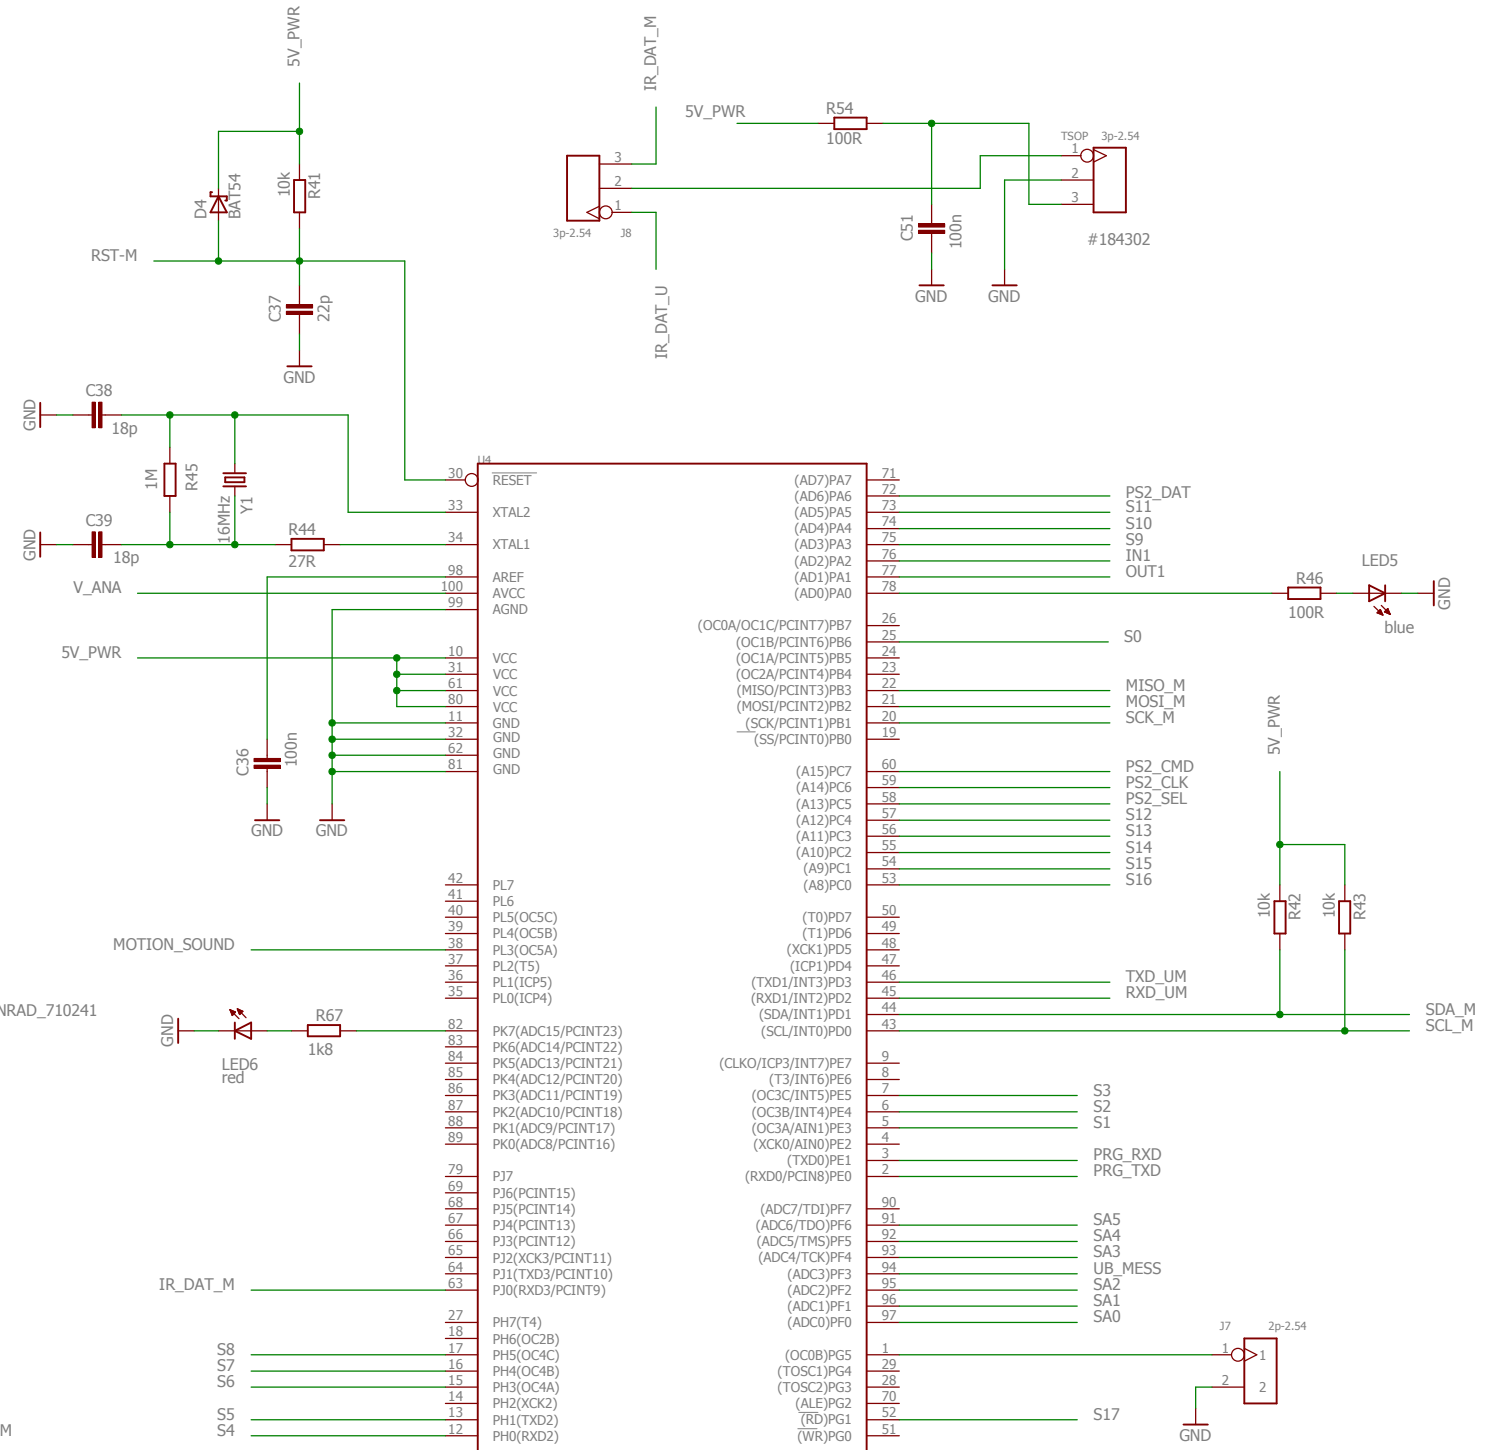 5V_PWR
IR_DAT_M
5V_PWR
R54
100R
TSOP 3p-2.54
1
2
3
#184302
C51
100n
GND
GND
3
2
1
3p-2.54 J8
IR_DAT_U
D4
BAT54
10k
R41
RST-M
C37
22p
GND
GND
C38
18p
1M
R45
16MHz
Y1
GND
C39
18p
R44
27R
V_ANA
5V_PWR
C36
100n
GND
GND
U4
30 RESET
33 XTAL2
34 XTAL1
98 AREF
100 AVCC
99 AGND
10 VCC
31 VCC
61 VCC
80 VCC
11 GND
32 GND
62 GND
81 GND
42 PL7
41 PL6
40 PL5(OC5C)
39 PL4(OC5B)
MOTION_SOUND 38 PL3(OC5A)
37 PL2(T5)
36 PL1(ICP5)
35 PL0(ICP4)
NRAD_710241
GND
LED6
red
R67
1k8
82 PK7(ADC15/PCINT23)
83 PK6(ADC14/PCINT22)
84 PK5(ADC13/PCINT21)
85 PK4(ADC12/PCINT20)
86 PK3(ADC11/PCINT19)
87 PK2(ADC10/PCINT18)
88 PK1(ADC9/PCINT17)
89 PK0(ADC8/PCINT16)
79 PJ7
69 PJ6(PCINT15)
68 PJ5(PCINT14)
67 PJ4(PCINT13)
66 PJ3(PCINT12)
65 PJ2(XCK3/PCINT11)
64 PJ1(TXD3/PCINT10)
IR_DAT_M 63 PJ0(RXD3/PCINT9)
27 PH7(T4)
18 PH6(OC2B)
S8 17 PH5(OC4C)
S7 16 PH4(OC4B)
S6 15 PH3(OC4A)
14 PH2(XCK2)
S5 13 PH1(TXD2)
S4 12 PH0(RXD2)
M
(AD7)PA7 71
(AD6)PA6 72 PS2_DAT
(AD5)PA5 73 S11
(AD4)PA4 74 S10
(AD3)PA3 75 S9
(AD2)PA2 76 IN1
(AD1)PA1 77 OUT1
(AD0)PA0 78
R46
100R
LED5
blue
GND
(OC0A/OC1C/PCINT7)PB7 26
(OC1B/PCINT6)PB6 25 S0
(OC1A/PCINT5)PB5 24
(OC2A/PCINT4)PB4 23
(MISO/PCINT3)PB3 22 MISO_M
(MOSI/PCINT2)PB2 21 MOSI_M
(SCK/PCINT1)PB1 20 SCK_M
(SS/PCINT0)PB0 19
(A15)PC7 60 PS2_CMD
(A14)PC6 59 PS2_CLK
(A13)PC5 58 PS2_SEL
(A12)PC4 57 S12
(A11)PC3 56 S13
(A10)PC2 55 S14
(A9)PC1 54 S15
(A8)PC0 53 S16
5V_PWR
10k
R42
10k
R43
(T0)PD7 50
(T1)PD6 49
(XCK1)PD5 48
(ICP1)PD4 47
(TXD1/INT3)PD3 46 TXD_UM
(RXD1/INT2)PD2 45 RXD_UM
(SDA/INT1)PD1 44 SDA_M
(SCL/INT0)PD0 43 SCL_M
(CLKO/ICP3/INT7)PE7 9
(T3/INT6)PE6 8
(OC3C/INT5)PE5 7 S3
(OC3B/INT4)PE4 6 S2
(OC3A/AIN1)PE3 5 S1
(XCK0/AIN0)PE2 4
(TXD0)PE1 3 PRG_RXD
(RXD0/PCIN8)PE0 2 PRG_TXD
(ADC7/TDI)PF7 90
(ADC6/TDO)PF6 91 SA5
(ADC5/TMS)PF5 92 SA4
(ADC4/TCK)PF4 93 SA3
(ADC3)PF3 94 UB_MESS
(ADC2)PF2 95 SA2
(ADC1)PF1 96 SA1
(ADC0)PF0 97 SA0
(OC0B)PG5 1
(TOSC1)PG4 29
(TOSC2)PG3 28
(ALE)PG2 70
(RD)PG1 52 S17
(WR)PG0 51
J7 2p-2.54
1 1
2 2
GND